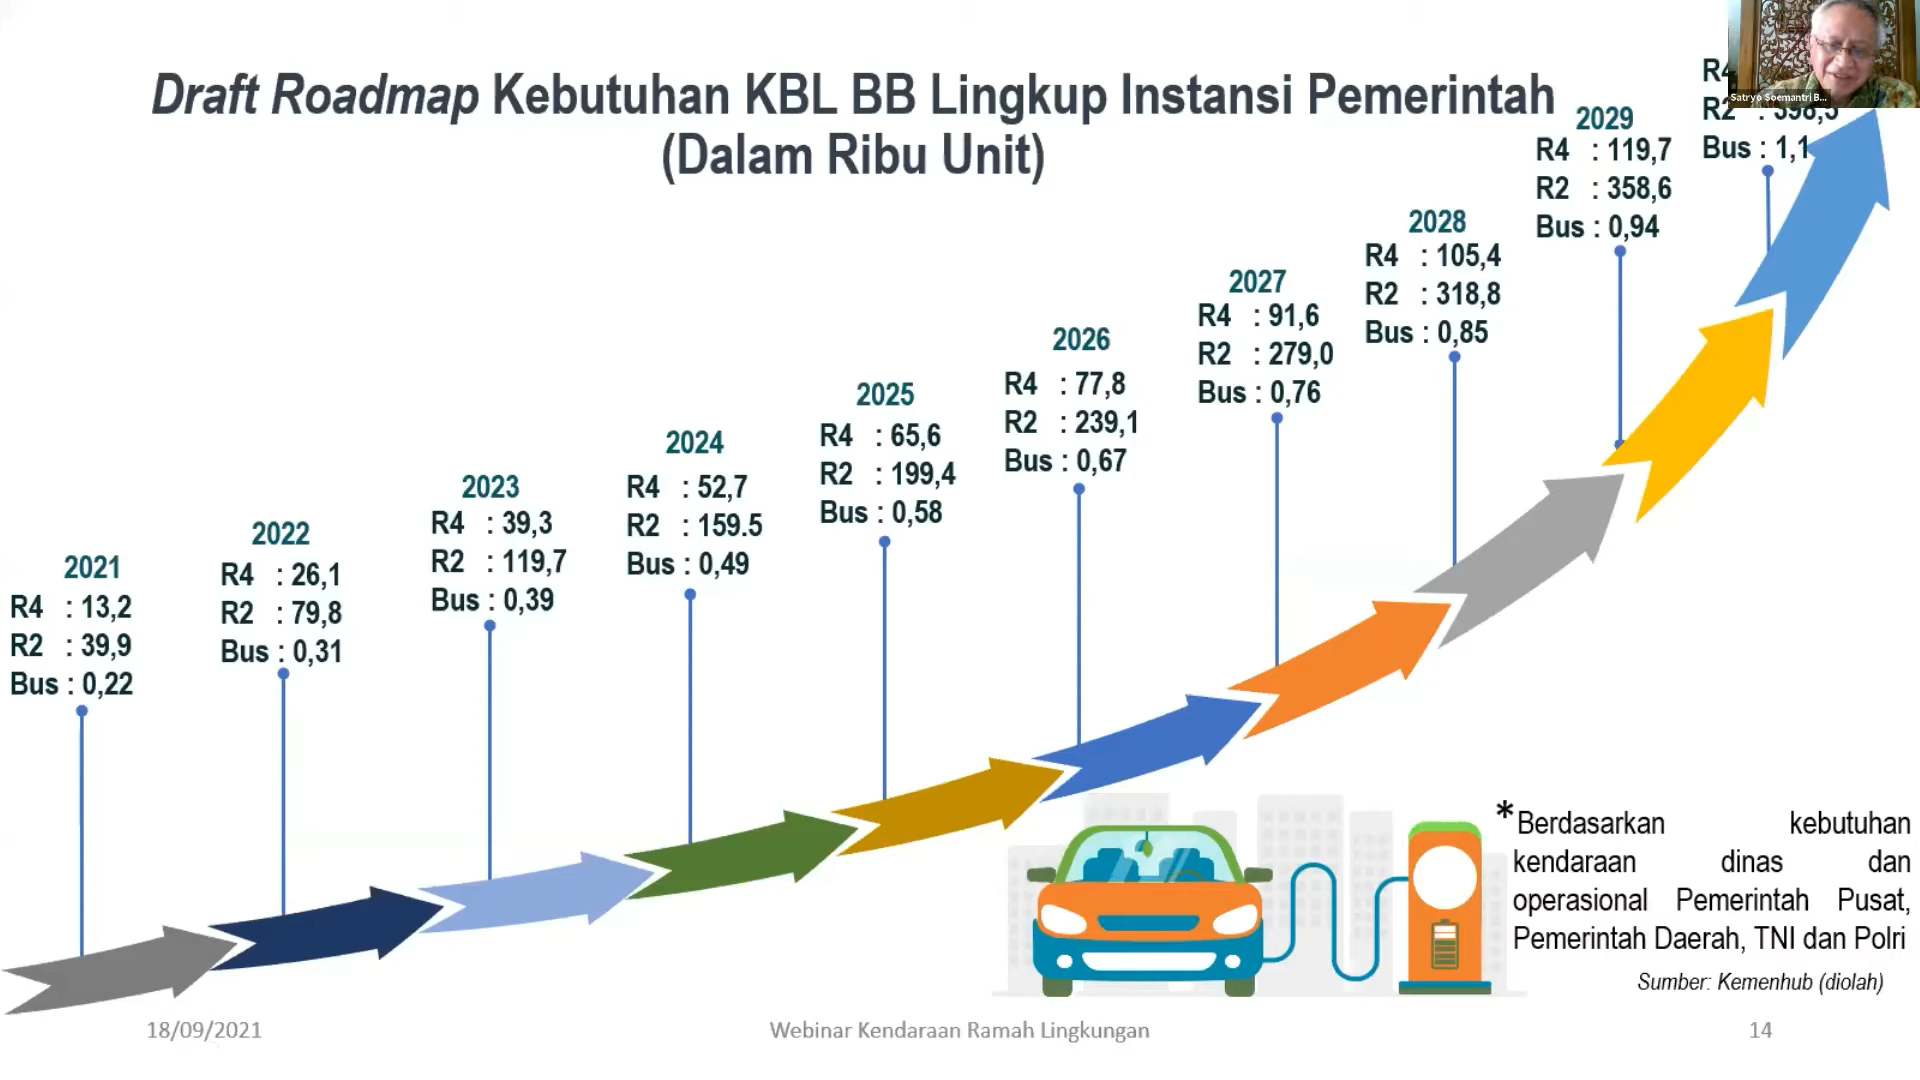 Draft Roadmap Kebutuhan KBL BB Lingkup Instansi Pemerintah
(Dalam Ribu Unit)
2021
R4 : 13,2
R2 : 39,9
Bus : 0,22
2022
R4 : 26,1
R2 : 79,8
Bus : 0,31
2023
R4 : 39,3
R2 : 119,7
Bus : 0,39
2024
R4 : 52,7
R2 : 159.5
Bus : 0,49
2025
R4 : 65,6
R2 : 199,4
Bus : 0,58
2026
R4 : 77,8
R2 : 239,1
Bus : 0,67
2027
R4 : 91,6
R2 : 279,0
Bus : 0,76
2028
R4 : 105,4
R2 : 318,8
Bus : 0,85
2029
R4 : 119,7
R2 : 358,6
Bus : 0,94
R4
R2 :
Bus : 1,1
Satryo Soemantri B...
*Berdasarkan kebutuhan
kendaraan dinas dan
operasional Pemerintah Pusat,
Pemerintah Daerah, TNI dan Polri
Sumber: Kemenhub (diolah)
18/09/2021
Webinar Kendaraan Ramah Lingkungan
14